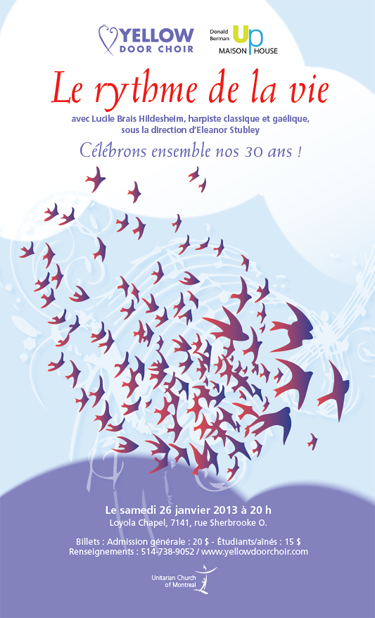 YELLOW
DOOR CHOIR
Donald
Berman
Up
MAISON HOUSE
Le rythme de la vie
avec Lucile Brais Hildesheim, harpiste classique et gaélique,
sous la direction d'Eleanor Stubley
Célébrons ensemble nos 30 ans !
Le samedi 26 janvier 2013 à 20 h
Loyola Chapel, 7141, rue Sherbrooke O.
Billets : Admission générale : 20 $ - Étudiants/aînés : 15 $
Renseignements : 514-738-9052 / www.yellowdoorchoir.com
Unitarian Church
of Montreal